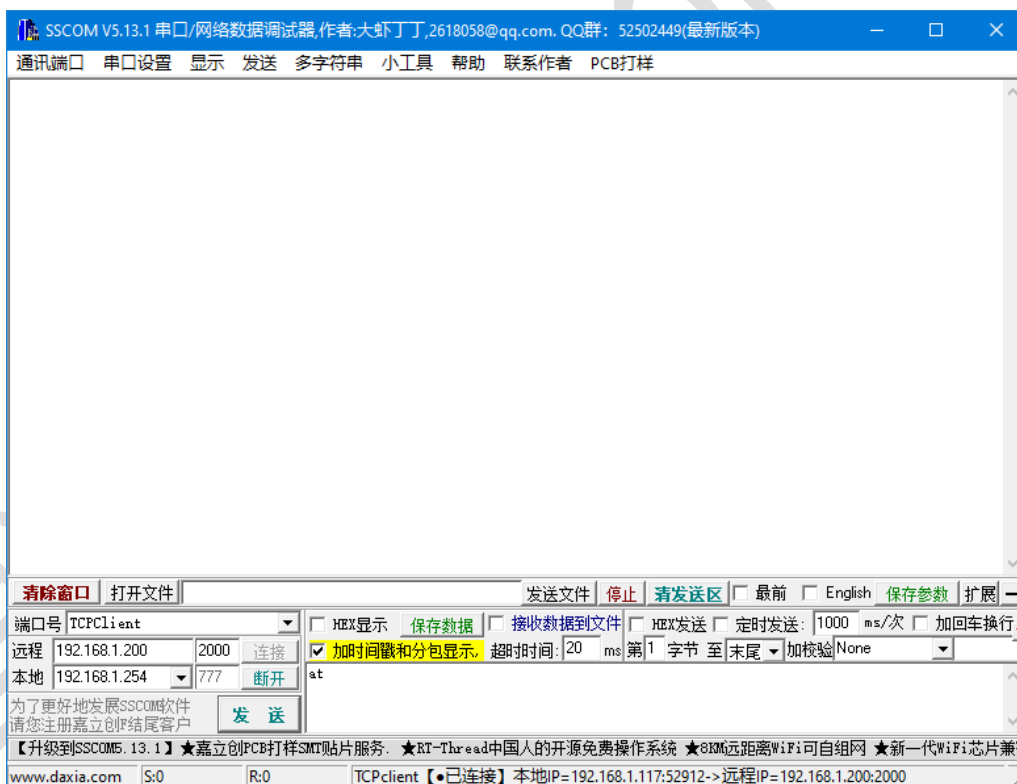 SSCOM V5.13.1 串口/网络数据调试器,作者:大虾丁丁,2618058@qq.com. QQ群: 52502449(最新版本)
通讯端口 串口设置 显示 发送 多字符串 小工具 帮助 联系作者 PCB打样
清除窗口 打开文件 发送文件 停止 清发送区 最前 English 保存参数 扩展
端口号 TCPClient HEX显示 保存数据 接收数据到文件 HEX发送 定时发送: 1000 ms/次 加回车换行
远程 192.168.1.200 2000 连接 加时间戳和分包显示, 超时时间: 20 ms 第1 字节 至 末尾 加校验 None
本地 192.168.1.254 777 断开 at
为了更好地发展SSCOM软件
请您注册嘉立创F结尾客户
发 送
【升级到SSCOM5.13.1】★嘉立创PCB打样SMT贴片服务. ★RT-Thread中国人的开源免费操作系统 ★8KM远距离WiFi可自组网 ★新一代WiFi芯片兼
www.daxia.com S:0 R:0 TCPclient【●已连接】本地IP=192.168.1.117:52912->远程IP=192.168.1.200:2000